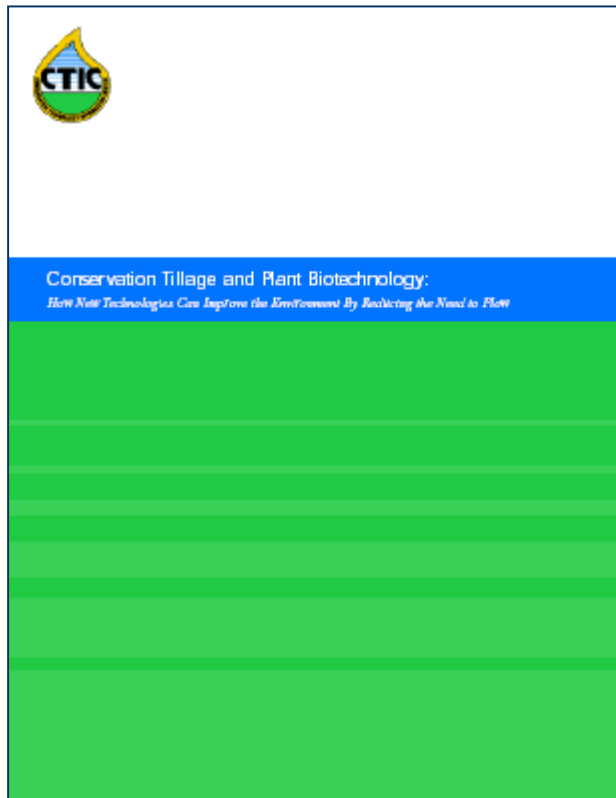 CTIC
Conservation Tillage and Plant Biotechnology:
How New Technologies Can Improve the Environment By Reducing the Need to Plow